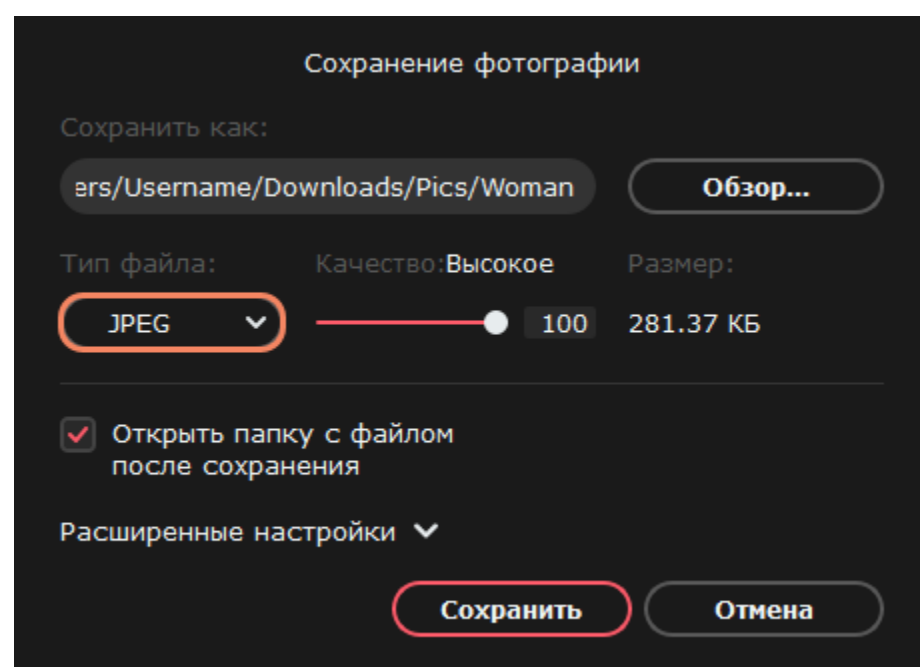 Сохранение фотографии
Сохранить как:
ers/Username/Downloads/Pics/Woman Обзор...
Тип файла: Качество:Высокое Размер:
JPEG 100 281.37 КБ
Открыть папку с файлом
после сохранения
Расширенные настройки
Сохранить Отмена